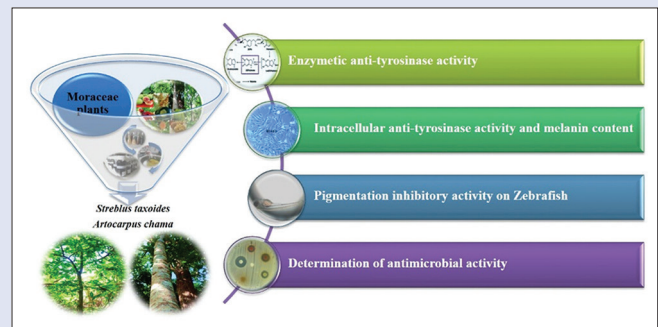 Moraceae
plants
Streblus taxoides
Artocarpus chama
Enzymetic anti-tyrosinase activity
Intracellular anti-tyrosinase activity and melanin content
Pigmentation inhibitory activity on Zebrafish
Determination of antimicrobial activity